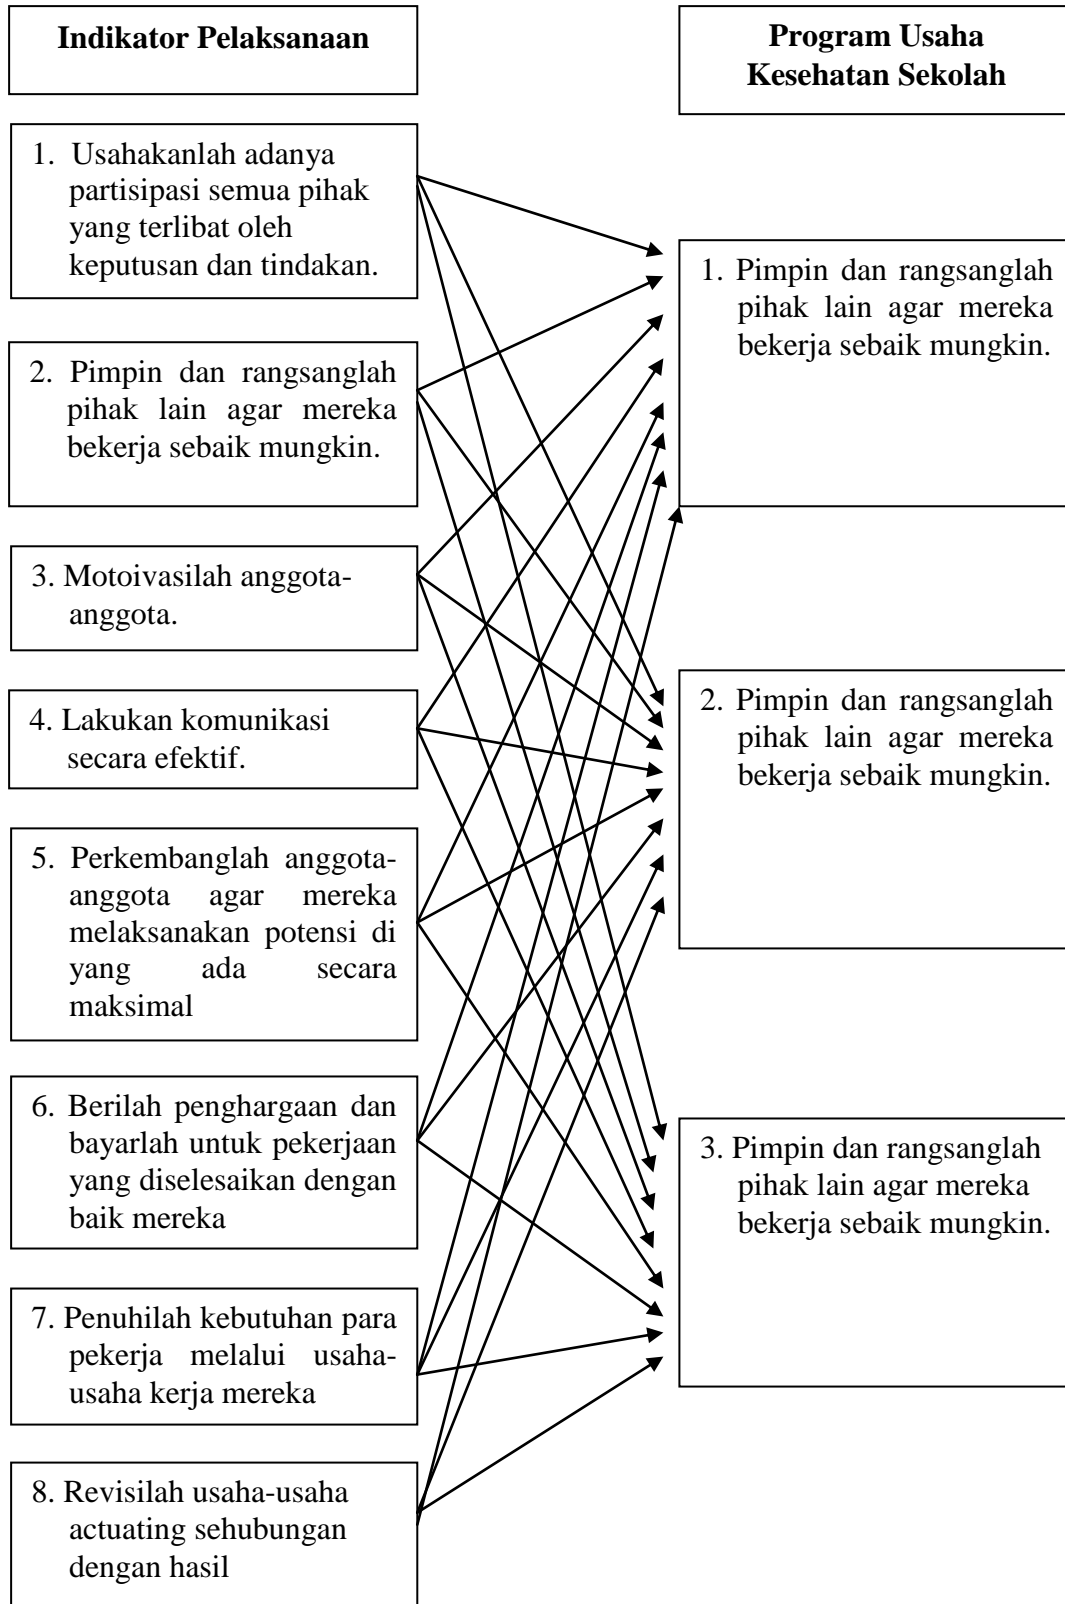 Indikator Pelaksanaan
Program Usaha
Kesehatan Sekolah
1. Usahakanlah adanya
partisipasi semua pihak
yang terlibat oleh
keputusan dan tindakan.
2. Pimpin dan rangsanglah
pihak lain agar mereka
bekerja sebaik mungkin.
3. Motoivasilah anggota-
anggota.
4. Lakukan komunikasi
secara efektif.
5. Perkembanglah anggota-
anggota agar mereka
melaksanakan potensi di
yang ada secara
maksimal
6. Berilah penghargaan dan
bayarlah untuk pekerjaan
yang diselesaikan dengan
baik mereka
7. Penuhilah kebutuhan para
pekerja melalui usaha-
usaha kerja mereka
8. Revisilah usaha-usaha
actuating sehubungan
dengan hasil
1. Pimpin dan rangsanglah
pihak lain agar mereka
bekerja sebaik mungkin.
2. Pimpin dan rangsanglah
pihak lain agar mereka
bekerja sebaik mungkin.
3. Pimpin dan rangsanglah
pihak lain agar mereka
bekerja sebaik mungkin.